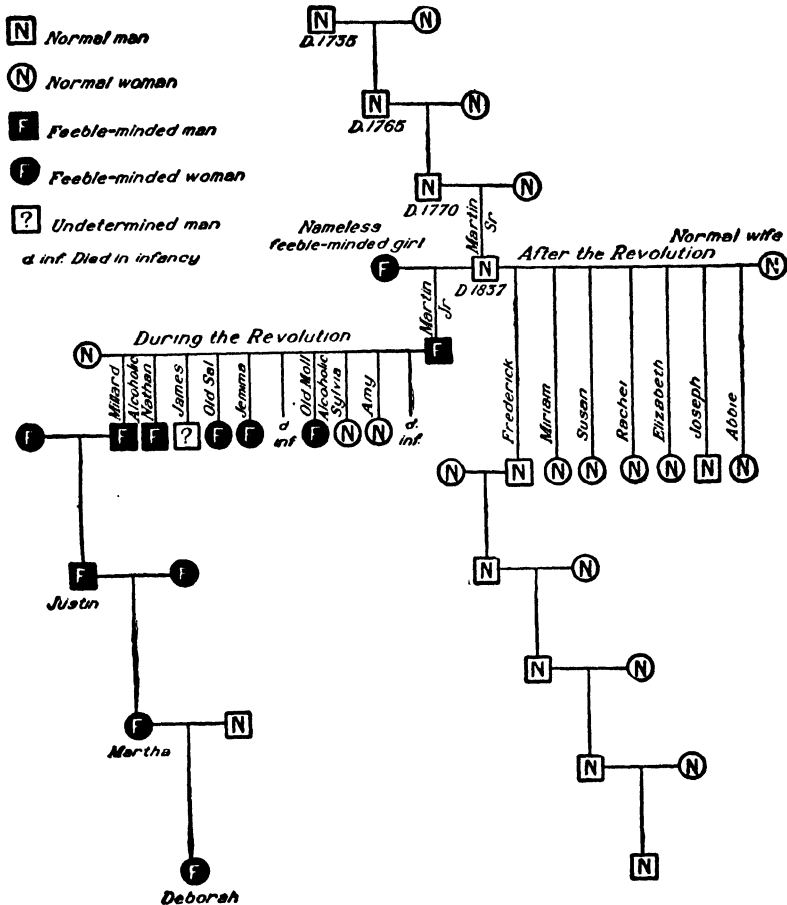 N Normal man
N Normal woman
F Feeble-minded man
F Feeble-minded woman
? Undetermined man
d inf. Died in infancy
N N
D.1735
N N
D.1765
N N
D.1770
Martin Sr
Nameless
feeble-minded girl
After the Revolution
Normal wife
F N N
D 1837
Martin Jr
During the Revolution
N F
Millard
Alcoholic
Nathan
James
Old Sal
Jemima
d
inf
Old Moll
Alcoholic
Sylvia
Amy
d.
inf.
F F F ? F F F N N
Frederick
Miriam
Susan
Rachel
Elizabeth
Joseph
Abbie
N N N N N N N N
F F
Justin
N N
N N
F N
Martha
N N
F
Deborah
N